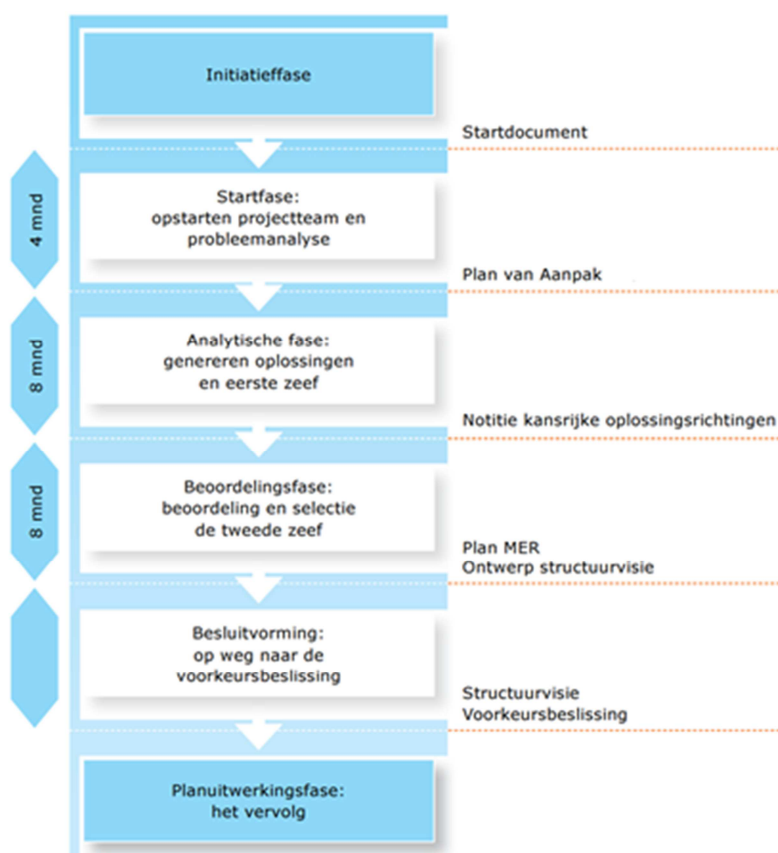 Initiatieffase
Startdocument
4 mnd
Startfase:
opstarten projectteam en
probleemanalyse
Plan van Aanpak
8 mnd
Analytische fase:
genereren oplossingen
en eerste zeef
Notitie kansrijke oplossingsrichtingen
8 mnd
Beoordelingsfase:
beoordeling en selectie
de tweede zeef
Plan MER
Ontwerp structuurvisie
Besluitvorming:
op weg naar de
voorkeursbeslissing
Structuurvisie
Voorkeursbeslissing
Planuitwerkingsfase:
het vervolg